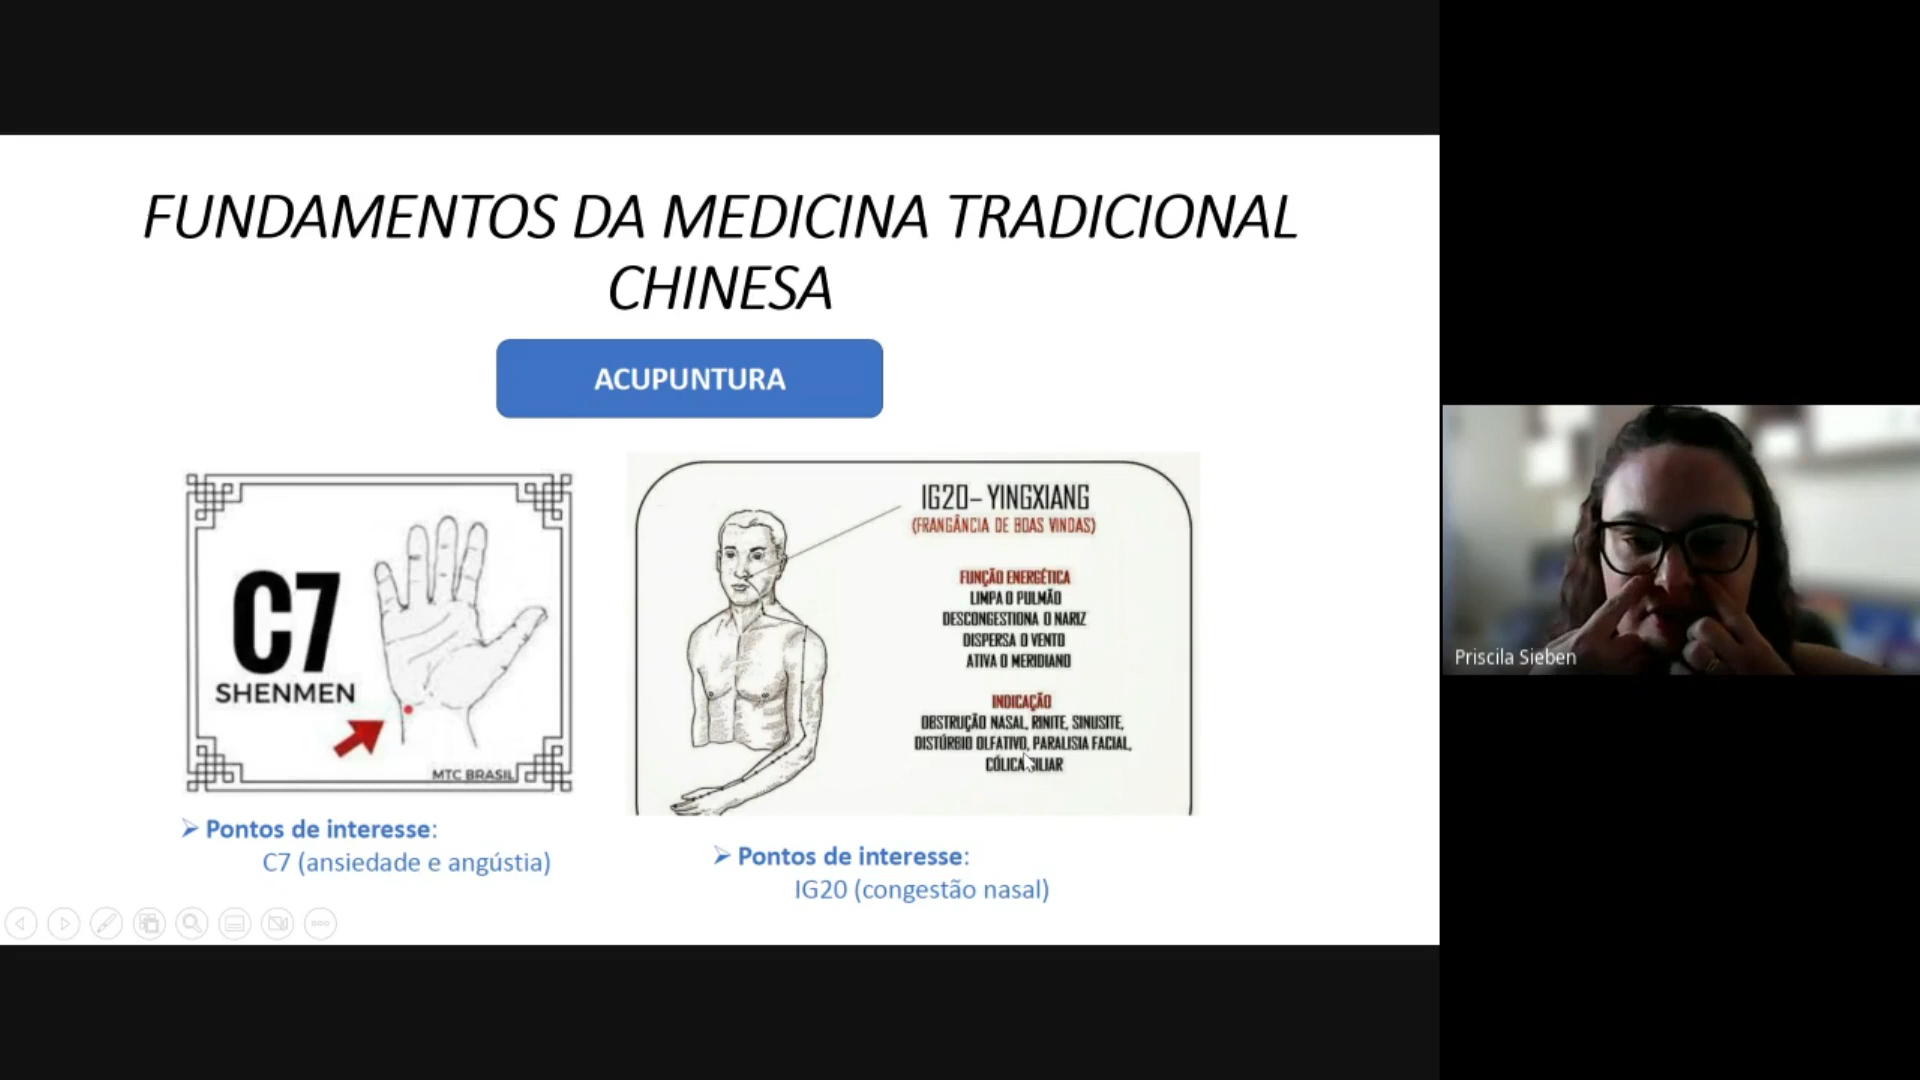 FUNDAMENTOS DA MEDICINA TRADICIONAL
CHINESA
ACUPUNTURA
C7
SHENMEN
MTC BRASIL
➢ Pontos de interesse:
C7 (ansiedade e angústia)
IG20– YINGXIANG
(FRANGÂNCIA DE BOAS VINDAS)
FUNÇÃO ENERGÉTICA
LIMPA O PULMÃO
DESCONGESTIONA O NARIZ
DISPERSA O VENTO
ATIVA O MERIDIANO
INDICAÇÃO
OBSTRUÇÃO NASAL, RINITE, SINUSITE,
DISTÚRBIO OLFATIVO, PARALISIA FACIAL,
CÓLICA BILIAR
➢ Pontos de interesse:
IG20 (congestão nasal)
Priscila Sieben